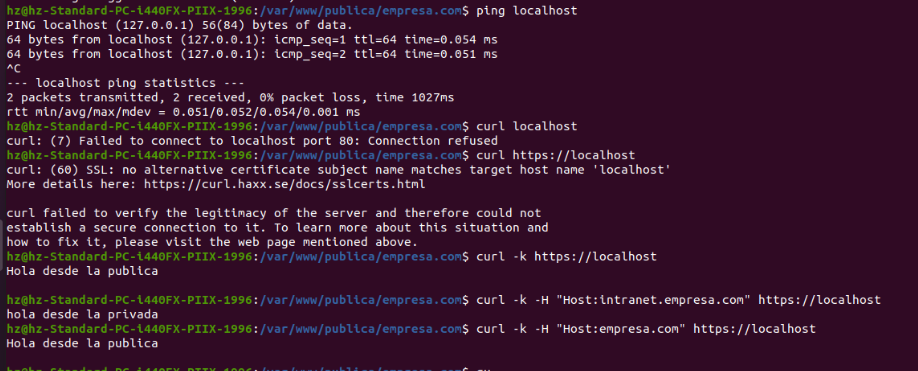 hz@hz-Standard-PC-i440FX-PIIX-1996:/var/www/publica/empresa.com$ ping localhost
PING localhost (127.0.0.1) 56(84) bytes of data.
64 bytes from localhost (127.0.0.1): icmp_seq=1 ttl=64 time=0.054 ms
64 bytes from localhost (127.0.0.1): icmp_seq=2 ttl=64 time=0.051 ms
^C
--- localhost ping statistics ---
2 packets transmitted, 2 received, 0% packet loss, time 1027ms
rtt min/avg/max/mdev = 0.051/0.052/0.054/0.001 ms
hz@hz-Standard-PC-i440FX-PIIX-1996:/var/www/publica/empresa.com$ curl localhost
curl: (7) Failed to connect to localhost port 80: Connection refused
hz@hz-Standard-PC-i440FX-PIIX-1996:/var/www/publica/empresa.com$ curl https://localhost
curl: (60) SSL: no alternative certificate subject name matches target host name 'localhost'
More details here: https://curl.haxx.se/docs/sslcerts.html

curl failed to verify the legitimacy of the server and therefore could not
establish a secure connection to it. To learn more about this situation and
how to fix it, please visit the web page mentioned above.
hz@hz-Standard-PC-i440FX-PIIX-1996:/var/www/publica/empresa.com$ curl -k https://localhost
Hola desde la publica

hz@hz-Standard-PC-i440FX-PIIX-1996:/var/www/publica/empresa.com$ curl -k -H "Host:intranet.empresa.com" https://localhost
hola desde la privada
hz@hz-Standard-PC-i440FX-PIIX-1996:/var/www/publica/empresa.com$ curl -k -H "Host:empresa.com" https://localhost
Hola desde la publica

hz@hz-Standard-PC-i440FX-PIIX-1996:/var/www/publica/empresa.com$